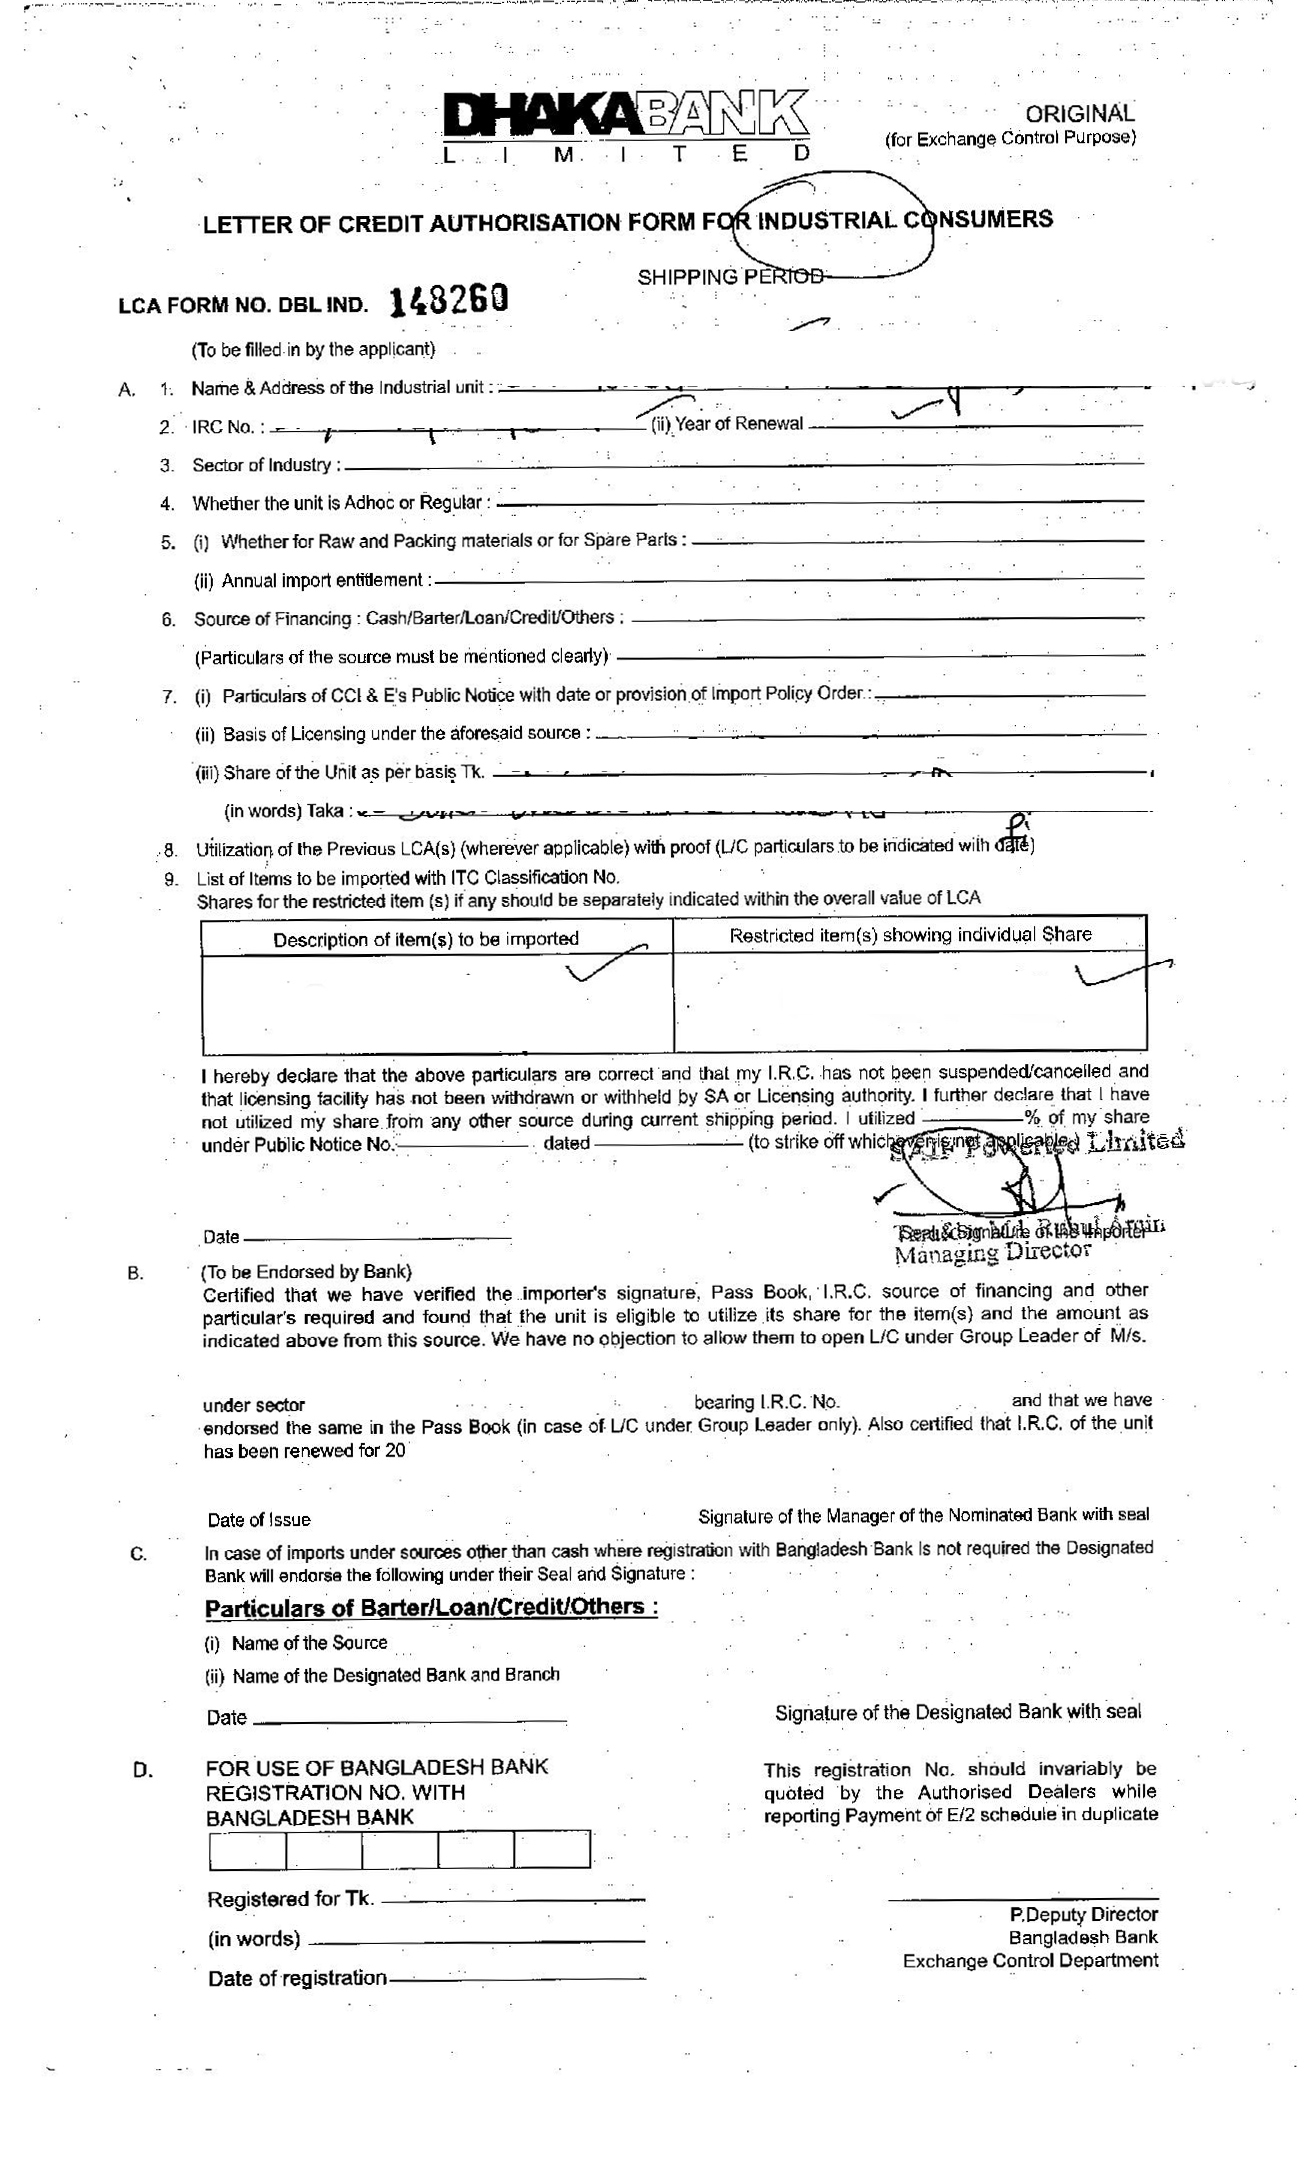 DHAKABANK
LIMITED
ORIGINAL
(for Exchange Control Purpose)
LETTER OF CREDIT AUTHORISATION FORM FOR INDUSTRIAL CONSUMERS
SHIPPING PERIOD
LCA FORM NO. DBL IND. 148260
(To be filled in by the applicant)
A. 1. Name & Address of the Industrial unit :
2. IRC No. : (ii) Year of Renewal
3. Sector of Industry :
4. Whether the unit is Adhoc or Regular :
5. (i) Whether for Raw and Packing materials or for Spare Parts :
(ii) Annual import entitlement :
6. Source of Financing : Cash/Barter/Loan/Credit/Others :
(Particulars of the source must be mentioned clearly)
7. (i) Particulars of CCI & E's Public Notice with date or provision of Import Policy Order :
(ii) Basis of Licensing under the aforesaid source :
(iii) Share of the Unit as per basis Tk.
(in words) Taka :
8. Utilization of the Previous LCA(s) (wherever applicable) with proof (L/C particulars to be indicated with date)
9. List of Items to be imported with ITC Classification No.
Shares for the restricted item (s) if any should be separately indicated within the overall value of LCA
Description of item(s) to be imported
Restricted item(s) showing individual Share
I hereby declare that the above particulars are correct and that my I.R.C. has not been suspended/cancelled and
that licensing facility has not been withdrawn or withheld by SA or Licensing authority. I further declare that I have
not utilized my share from any other source during current shipping period. I utilized % of my share
under Public Notice No. dated (to strike off whichever is not applicable)
SAIF Powertec Limited
Seal & Signature of the Importer
Ruhul Amin
Managing Director
Date
B. (To be Endorsed by Bank)
Certified that we have verified the importer's signature, Pass Book, I.R.C. source of financing and other
particular's required and found that the unit is eligible to utilize its share for the item(s) and the amount as
indicated above from this source. We have no objection to allow them to open L/C under Group Leader of M/s.
under sector bearing I.R.C. No. and that we have
endorsed the same in the Pass Book (in case of L/C under Group Leader only). Also certified that I.R.C. of the unit
has been renewed for 20
Date of Issue
Signature of the Manager of the Nominated Bank with seal
C. In case of imports under sources other than cash where registration with Bangladesh Bank Is not required the Designated
Bank will endorse the following under their Seal and Signature :
Particulars of Barter/Loan/Credit/Others :
(i) Name of the Source
(ii) Name of the Designated Bank and Branch
Date
Signature of the Designated Bank with seal
D. FOR USE OF BANGLADESH BANK
REGISTRATION NO. WITH
BANGLADESH BANK
This registration No. should invariably be
quoted by the Authorised Dealers while
reporting Payment of E/2 schedule in duplicate
Registered for Tk.
(in words)
Date of registration
P.Deputy Director
Bangladesh Bank
Exchange Control Department